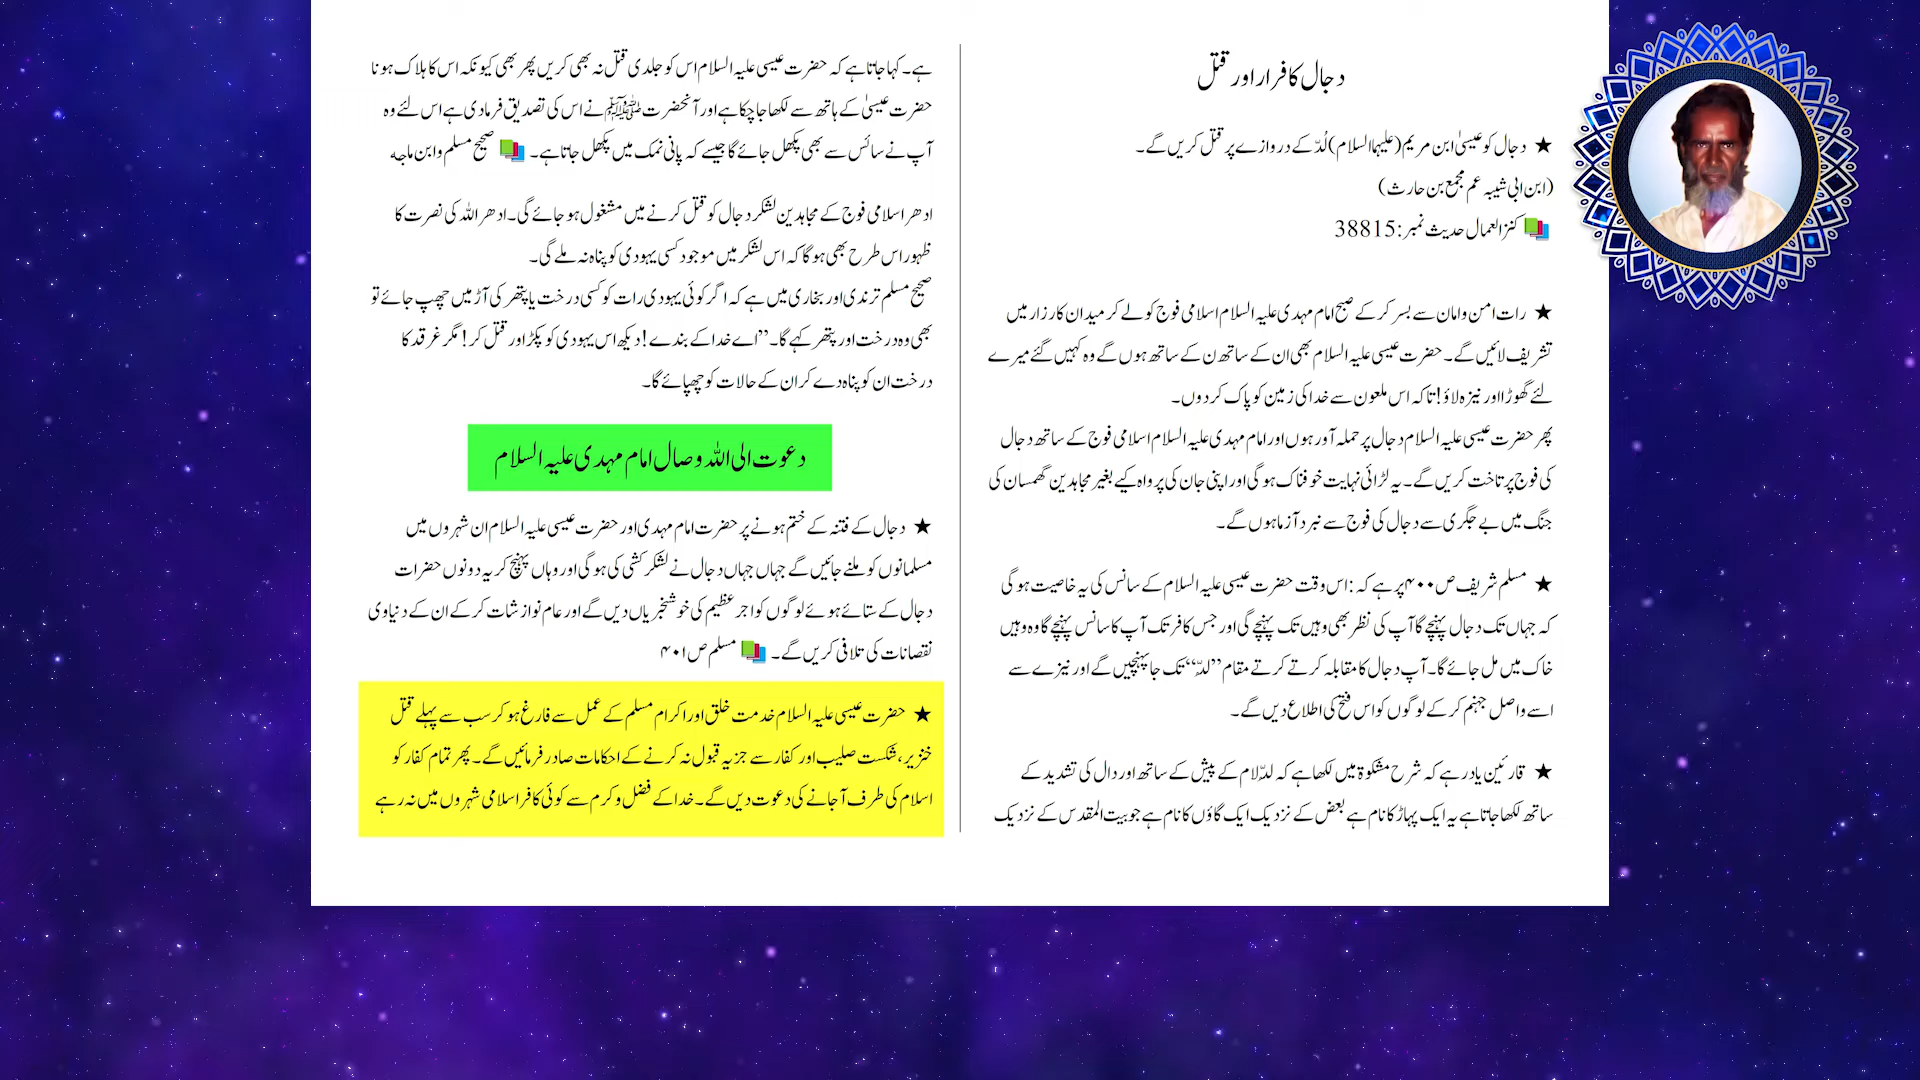 دجال کا فرار اور قتل
★ دجال کو عیسیٰ ابن مریم (علیہما السلام) لُدّ کے دروازے پر قتل کریں گے۔
(ابن ابی شیبہ عم مجمع بن حارث)
کنز العمال حدیث نمبر: 38815
★ رات امن و امان سے بسر کر کے صبح امام مہدی علیہ السلام اسلامی فوج کو لے کر میدان کارزار میں
تشریف لائیں گے۔ حضرت عیسی علیہ السلام بھی ان کے ساتھ ن کے ساتھ ہوں گے وہ کہیں گئے میرے
لئے گھوڑا اور نیزہ لاؤ! تاکہ اس ملعون سے خدا کی زمین کو پاک کر دوں۔
پھر حضرت عیسی علیہ السلام دجال پر حملہ آور ہوں اور امام مہدی علیہ السلام اسلامی فوج کے ساتھ دجال
کی فوج پر تاخت کریں گے۔ یہ لڑائی نہایت خوفناک ہو گی اور اپنی جان کی پرواہ کیے بغیر مجاہدین گھمسان کی
جنگ میں بے جگری سے دجال کی فوج سے نبرد آزما ہوں گے۔
★ مسلم شریف ص ۴۰۰ پر ہے کہ: اس وقت حضرت عیسی علیہ السلام کے سانس کی یہ خاصیت ہو گی
کہ جہاں تک دجال پہنچے گا آپ کی نظر بھی وہیں تک پہنچے گی اور جس کافر تک آپ کا سانس پہنچے گا وہ وہیں
خاک میں مل جائے گا۔ آپ دجال کا مقابلہ کرتے کرتے مقام ”لدّ“ تک جا پہنچیں گے اور نیزے سے
اسے واصل جہنم کر کے لوگوں کو اس فتح کی اطلاع دیں گے۔
★ قارئین یاد رہے کہ شرح مشکوۃ میں لکھا ہے کہ لدّ لام کے پیش کے ساتھ اور دال کی تشدید کے
ساتھ لکھا جاتا ہے یہ ایک پہاڑ کا نام ہے بعض کے نزدیک ایک گاؤں کا نام ہے جو بیت المقدس کے نزدیک
ہے۔ کہا جاتا ہے کہ حضرت عیسی علیہ السلام اس کو جلدی قتل نہ بھی کریں پھر بھی کیونکہ اس کا ہلاک ہونا
حضرت عیسیٰ کے ہاتھ سے لکھا جا چکا ہے اور آنحضرت ﷺ نے اس کی تصدیق فرما دی ہے اس لئے وہ
آپ نے سائس سے بھی پگھل جائے گا جیسے کہ پانی نمک میں پگھل جاتا ہے۔ صحیح مسلم وابن ماجہ
ادھر اسلامی فوج کے مجاہدین لشکر دجال کو قتل کرنے میں مشغول ہو جائے گی۔ ادھر اللہ کی نصرت کا
ظہور اس طرح بھی ہو گا کہ اس لشکر میں موجود کسی یہودی کو پناہ نہ ملے گی۔
صحیح مسلم ترندی اور بخاری میں ہے کہ اگر کوئی یہودی رات کو کسی درخت یا پتھر کی آڑ میں چھپ جائے تو
بھی وہ درخت اور پتھر کہے گا۔ ”اے خدا کے بندے! دیکھ اس یہودی کو پکڑ اور قتل کر! مگر غرقد کا
درخت ان کو پناہ دے کر ان کے حالات کو چھپائے گا۔
دعوت الی اللہ وصال امام مہدی علیہ السلام
★ دجال کے فتنہ کے ختم ہونے پر حضرت امام مہدی اور حضرت عیسی علیہ السلام ان شہروں میں
مسلمانوں کو ملنے جائیں گے جہاں جہاں دجال نے لشکر کشی کی ہو گی اور وہاں پہنچ کر یہ دونوں حضرات
دجال کے ستائے ہوئے لوگوں کو اجر عظیم کی خوشخبریاں دیں گے اور عام نواز شات کر کے ان کے دنیاوی
نقصانات کی تلافی کریں گے۔ مسلم ص ۴۰۱
★ حضرت عیسی علیہ السلام خدمت خلق اور اکرام مسلم کے عمل سے فارغ ہو کر سب سے پہلے قتل
خنزیر، شکست صلیب اور کفار سے جزیہ قبول نہ کرنے کے احکامات صادر فرمائیں گے۔ پھر تمام کفار کو
اسلام کی طرف آجانے کی دعوت دیں گے۔ خدا کے فضل و کرم سے کوئی کافر اسلامی شہروں میں نہ رہے